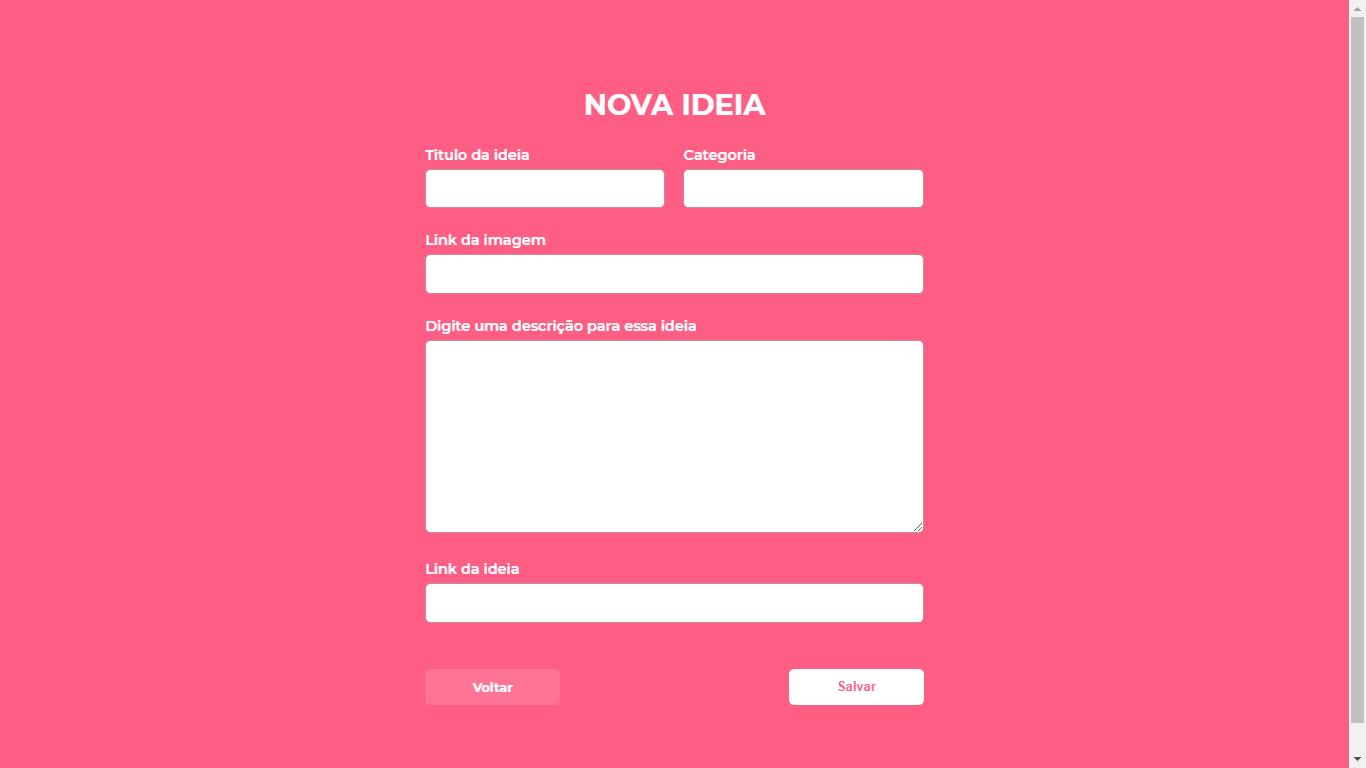 NOVA IDEIA
Titulo da ideia Categoria
Link da imagem
Digite uma descrição para essa ideia
Link da ideia
Voltar Salvar